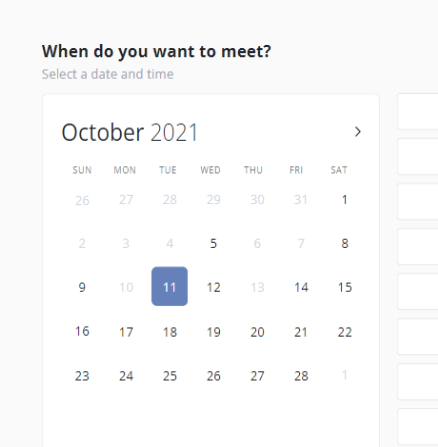 When do you want to meet?
Select a date and time
October 2021
SUN MON TUE WED THU FRI SAT
26 27 28 29 30 31 1
2 3 4 5 6 7 8
9 10 11 12 13 14 15
16 17 18 19 20 21 22
23 24 25 26 27 28 1